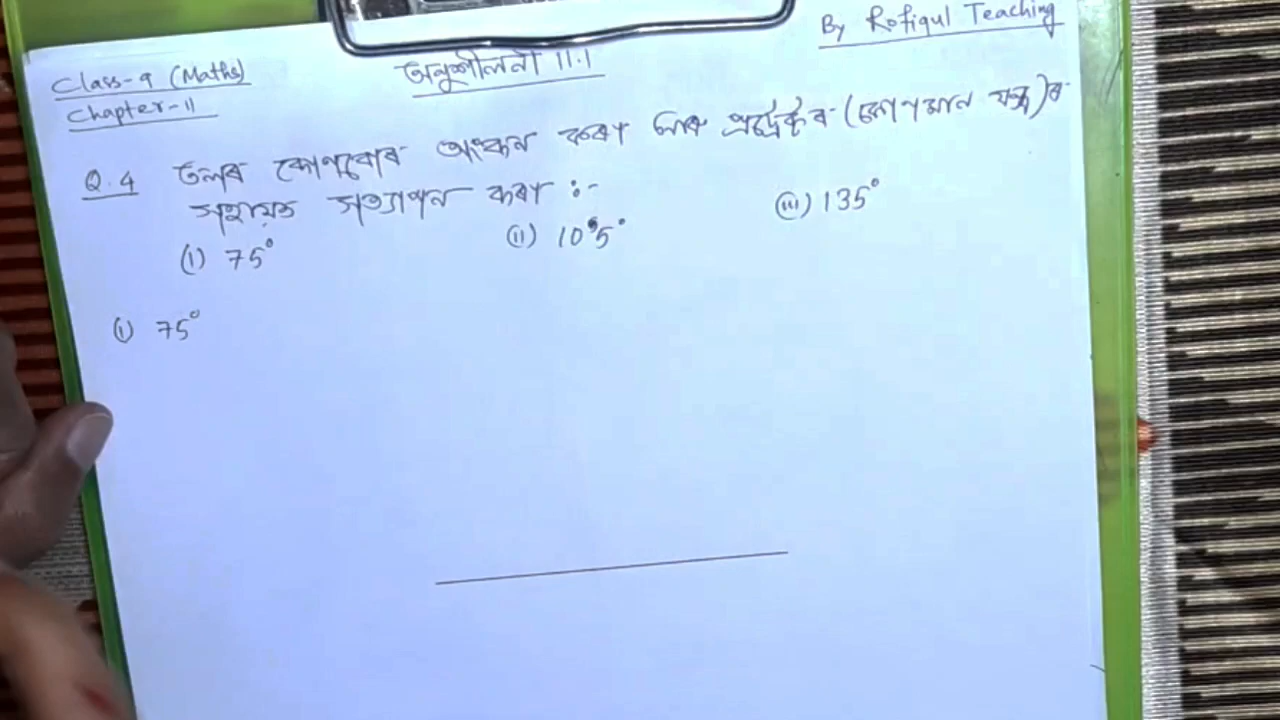 By Rofiqul Teaching
Class-9 (Maths)
অনুশীলনী 11.1
Chapter-11
Q.4 তলৰ কোণবোৰ অংকন কৰা আৰু প্ৰট্ৰেক্টৰ (কোণমান যন্ত্ৰ)ৰ
সহায়ত সত্যাপন কৰা :-
(i) 75° (ii) 105° (iii) 135°
(i) 75°